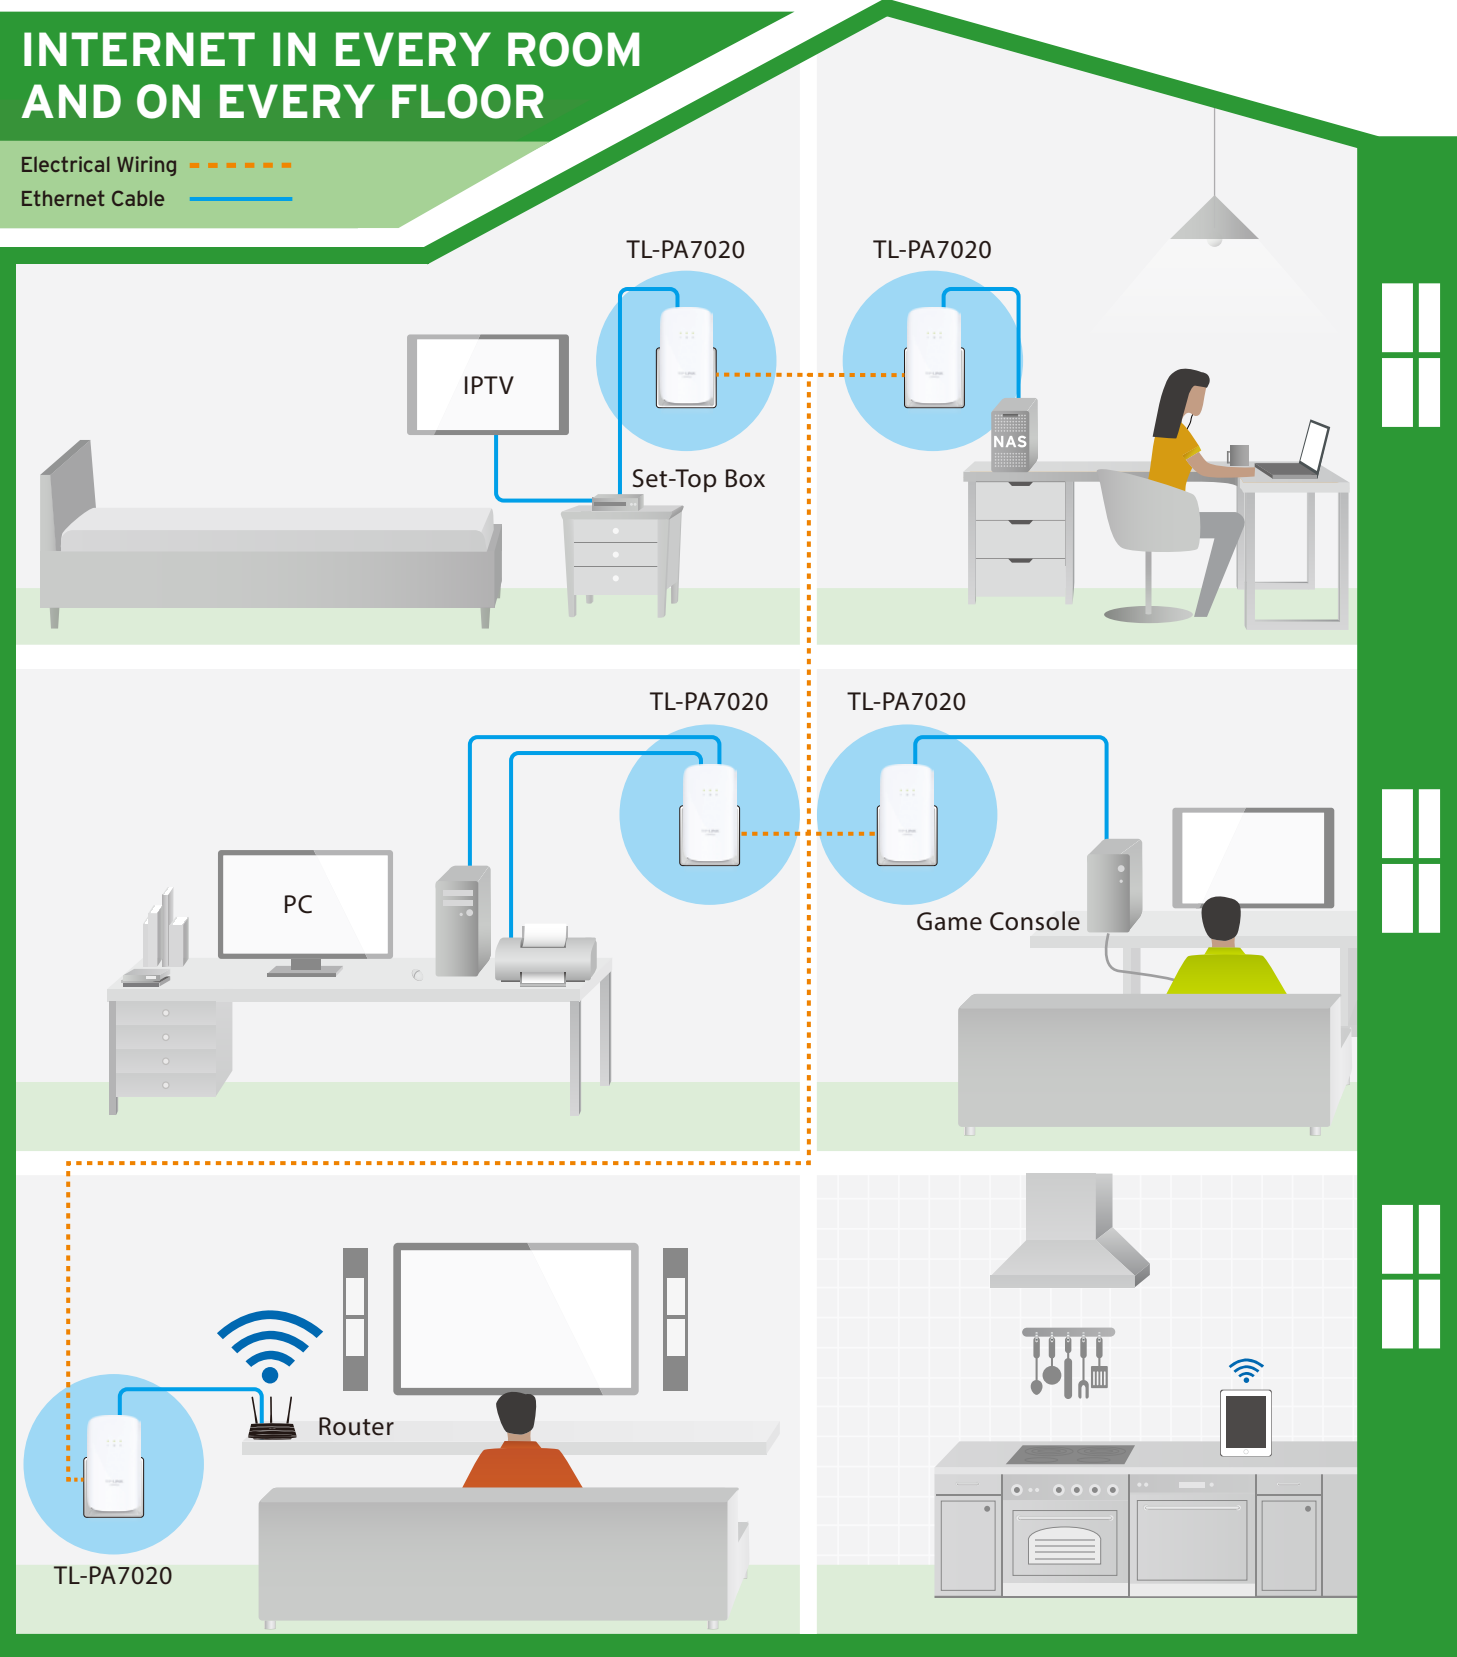 INTERNET IN EVERY ROOM
AND ON EVERY FLOOR
Electrical Wiring
Ethernet Cable
TL-PA7020
TL-PA7020
IPTV
NAS
Set-Top Box
TL-PA7020
TL-PA7020
PC
Game Console
Router
TL-PA7020